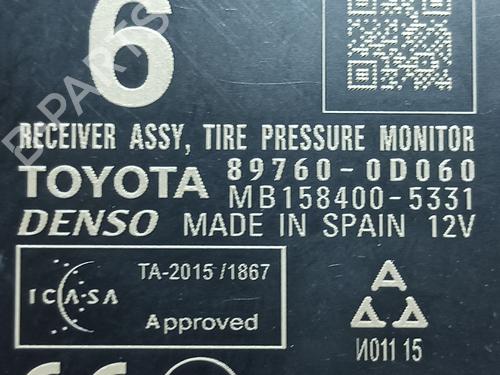 6
RECEIVER ASSY, TIRE PRESSURE MONITOR
TOYOTA 89760-0D060
MB158400-5331
DENSO MADE IN SPAIN 12V
ICASA
TA-2015/1867
Approved
И011 15
B-PARTS